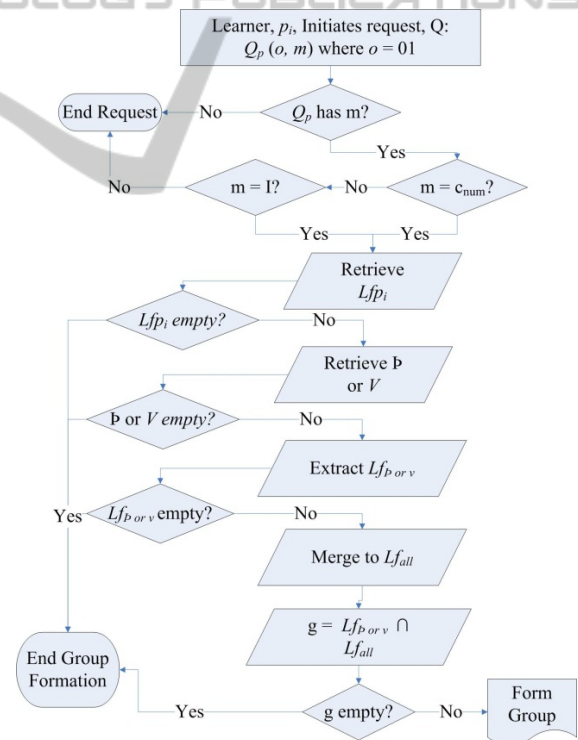 Learner, pᵢ, Initiates request, Q:
Qₚ (o, m) where o = 01
End Request
No
Qₚ has m?
Yes
No
m = I?
No
m = c_num?
Yes
Yes
Retrieve
Lfpᵢ
Lfpᵢ empty?
No
Retrieve Þ
or V
Þ or V empty?
No
Extract Lf_Þ or v
Yes
Lf_Þ or v empty?
No
Merge to Lf_all
g = Lf_Þ or v ∩
Lf_all
End Group
Formation
Yes
g empty?
No
Form
Group